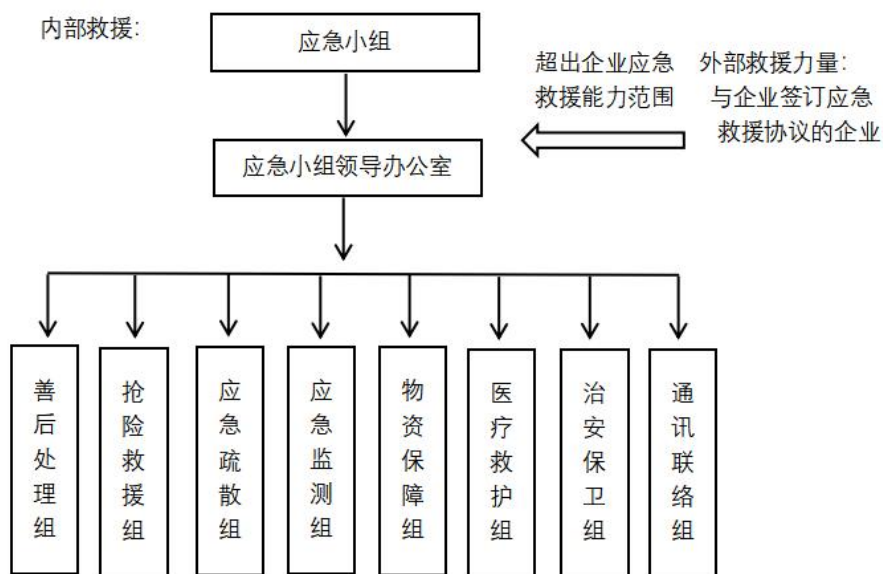 内部救援：
应急小组
超出企业应急
救援能力范围
外部救援力量：
与企业签订应急
救援协议的企业
应急小组领导办公室
善后处理组
抢险救援组
应急疏散组
应急监测组
物资保障组
医疗救护组
治安保卫组
通讯联络组